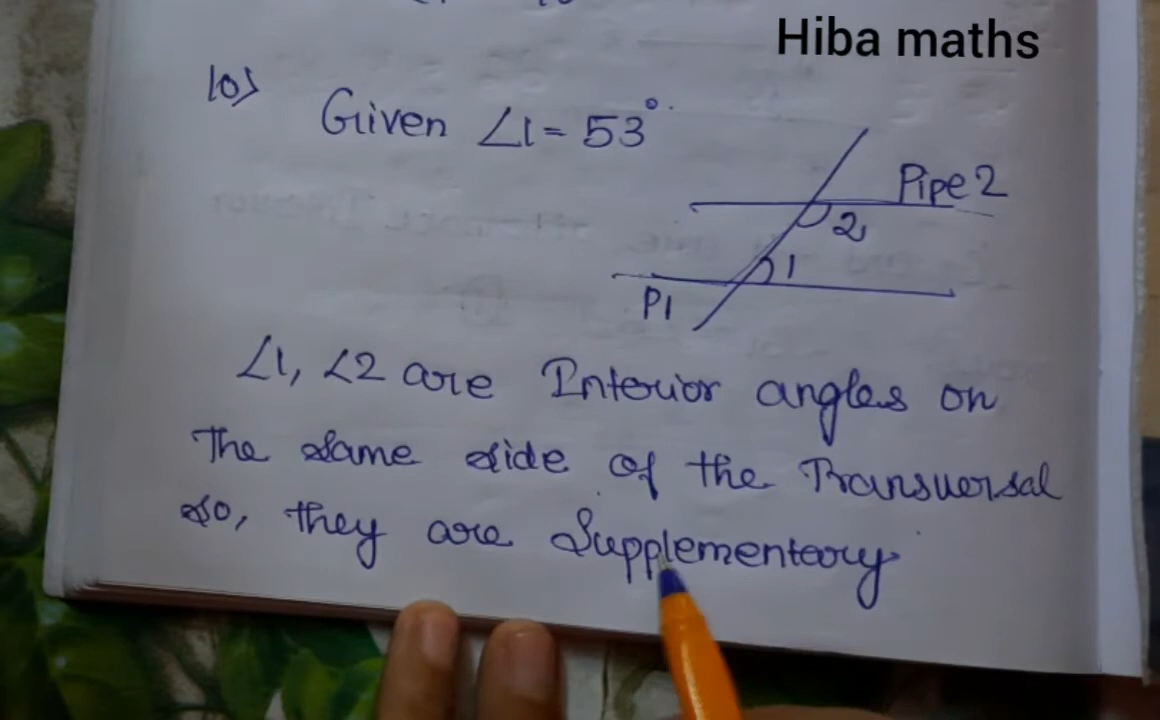 Hiba maths
10)
Given ∠1 = 53°.
Pipe 2
2
1
P1
∠1, ∠2 are Interior angles on
The same side of the Transversal
so, they are Supplementary